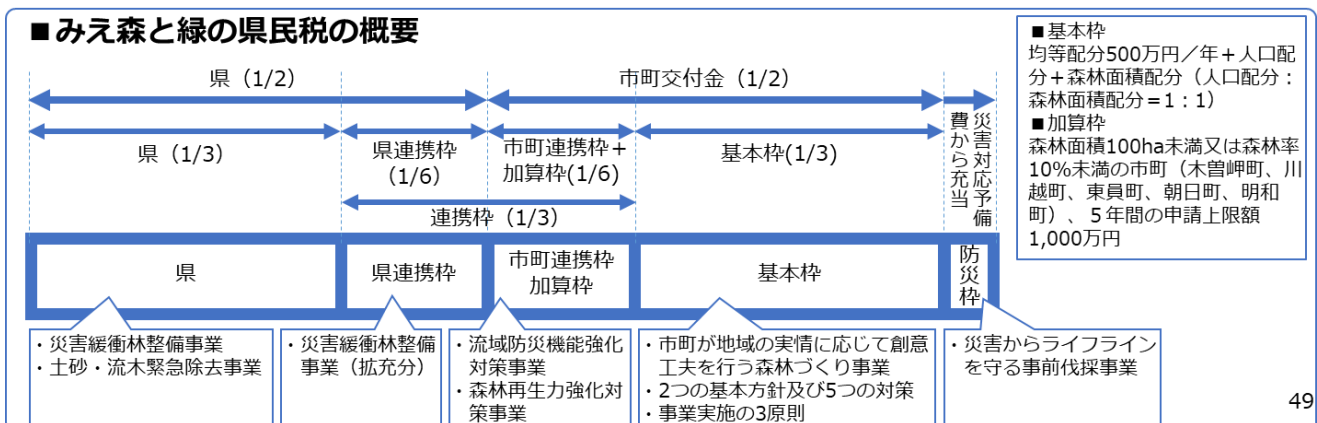 ■みえ森と緑の県民税の概要
■基本枠
均等配分500万円／年＋人口配
分＋森林面積配分（人口配分：
森林面積配分＝1：1）
■加算枠
森林面積100ha未満又は森林率
10%未満の市町（木曽岬町、川
越町、東員町、朝日町、明和
町）、５年間の申請上限額
1,000万円
県（1/2）
市町交付金（1/2）
県（1/3）
県連携枠
（1/6）
市町連携枠＋
加算枠(1/6)
基本枠(1/3)
災害対応予備
費から充当
連携枠（1/3）
県
県連携枠
市町連携枠
加算枠
基本枠
防災枠
・災害緩衝林整備事業
・土砂・流木緊急除去事業
・災害緩衝林整備
事業（拡充分）
・流域防災機能強化
対策事業
・森林再生力強化対
策事業
・市町が地域の実情に応じて創意
工夫を行う森林づくり事業
・2つの基本方針及び5つの対策
・事業実施の3原則
・災害からライフライン
を守る事前伐採事業
49